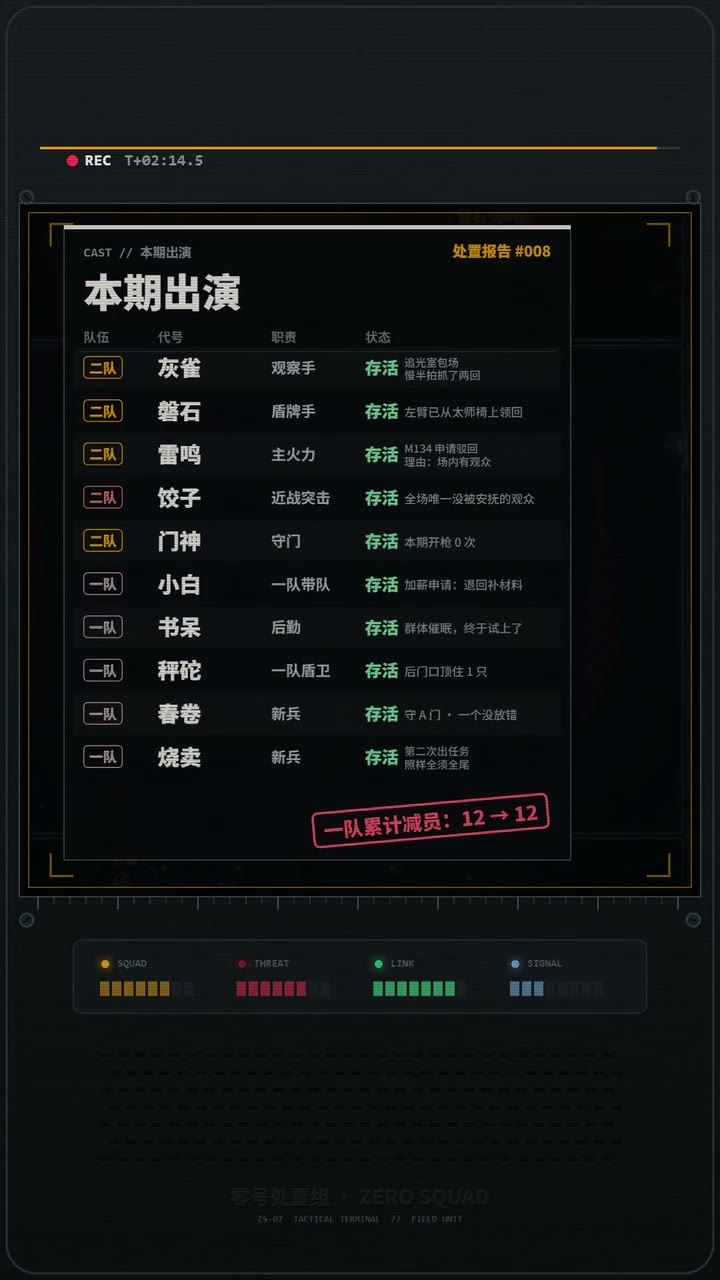 REC T+02:14.5
CAST // 本期出演
处置报告 #008
本期出演
队伍 代号 职责 状态
二队 灰雀 观察手 存活 追光室包场
慢半拍抓了两回
二队 磐石 盾牌手 存活 左臂已从太师椅上领回
二队 雷鸣 主火力 存活 M134 申请驳回
理由：场内有观众
二队 饺子 近战突击 存活 全场唯一没被安抚的观众
二队 门神 守门 存活 本期开枪 0 次
一队 小白 一队带队 存活 加薪申请：退回补材料
一队 书呆 后勤 存活 群体催眠，终于试上了
一队 秤砣 一队盾卫 存活 后门口顶住 1 只
一队 春卷 新兵 存活 守 A 门 · 一个没放错
一队 烧卖 新兵 存活 第二次出任务
照样全须全尾
一队累计减员：12 → 12
SQUAD THREAT LINK SIGNAL
零号处置组 · ZERO SQUAD
ZS-07 TACTICAL TERMINAL // FIELD UNIT